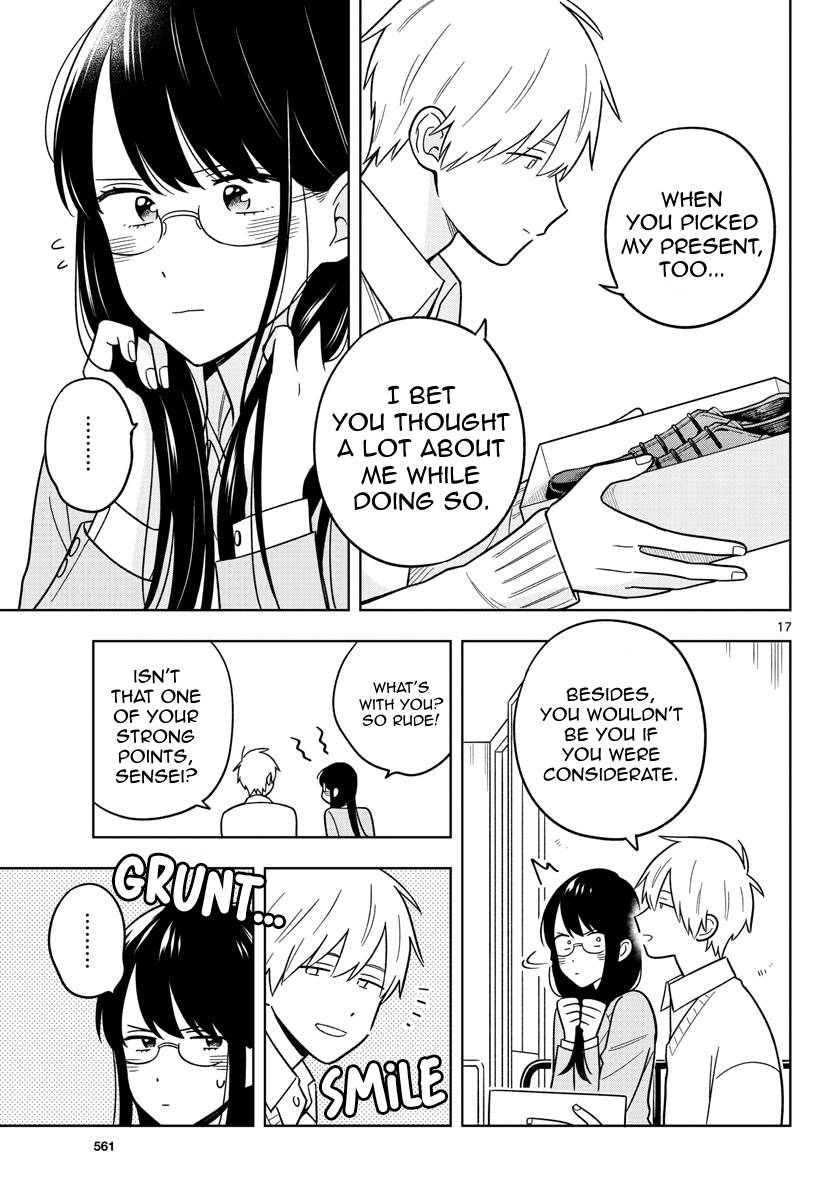 WHEN
YOU PICKED
MY PRESENT,
TOO...
I BET
YOU THOUGHT
A LOT ABOUT
ME WHILE
DOING SO.
.........
17
BESIDES,
YOU WOULDN'T
BE YOU IF
YOU WERE
CONSIDERATE.
WHAT'S
WITH YOU?
SO RUDE!
ISN'T
THAT ONE
OF YOUR
STRONG
POINTS,
SENSEI?
SMILE
GRUNT...
.........
561